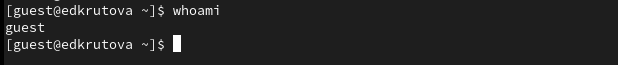 [guest@edkrutova ~]$ whoami
guest
[guest@edkrutova ~]$